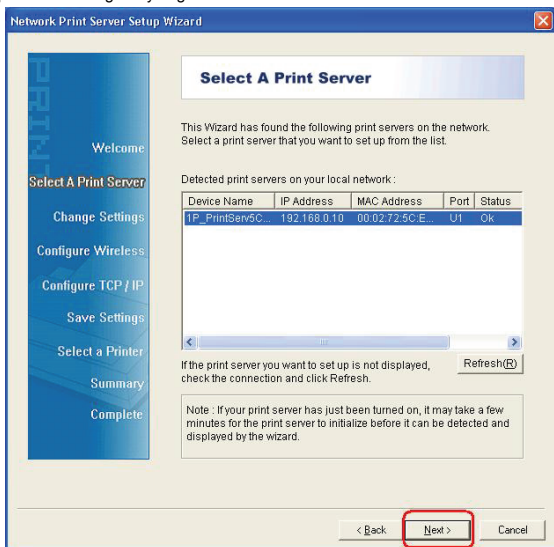 Network Print Server Setup Wizard
PRINT
Select A Print Server
This Wizard has found the following print servers on the network.
Select a print server that you want to set up from the list.
Welcome
Select A Print Server
Change Settings
Configure Wireless
Configure TCP / IP
Save Settings
Select a Printer
Summary
Complete
Detected print servers on your local network :
Device Name IP Address MAC Address Port Status
1P_PrintServ5C... 192.168.0.10 00:02:72:5C:E... U1 Ok
If the print server you want to set up is not displayed,
check the connection and click Refresh.
Refresh(R)
Note : If your print server has just been turned on, it may take a few
minutes for the print server to initialize before it can be detected and
displayed by the wizard.
< Back Next > Cancel